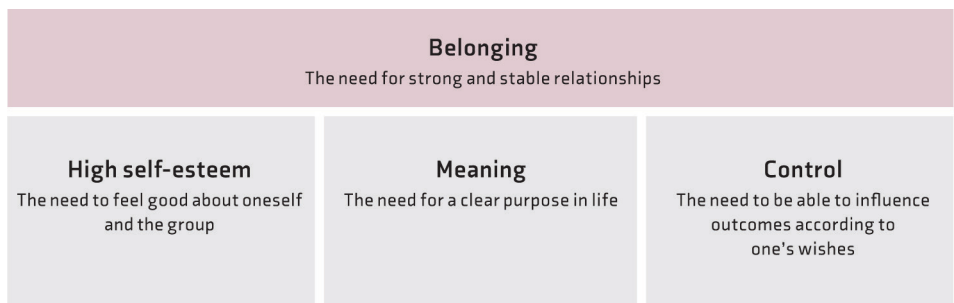 Belonging
The need for strong and stable relationships
High self-esteem
The need to feel good about oneself
and the group
Meaning
The need for a clear purpose in life
Control
The need to be able to influence
outcomes according to
one's wishes